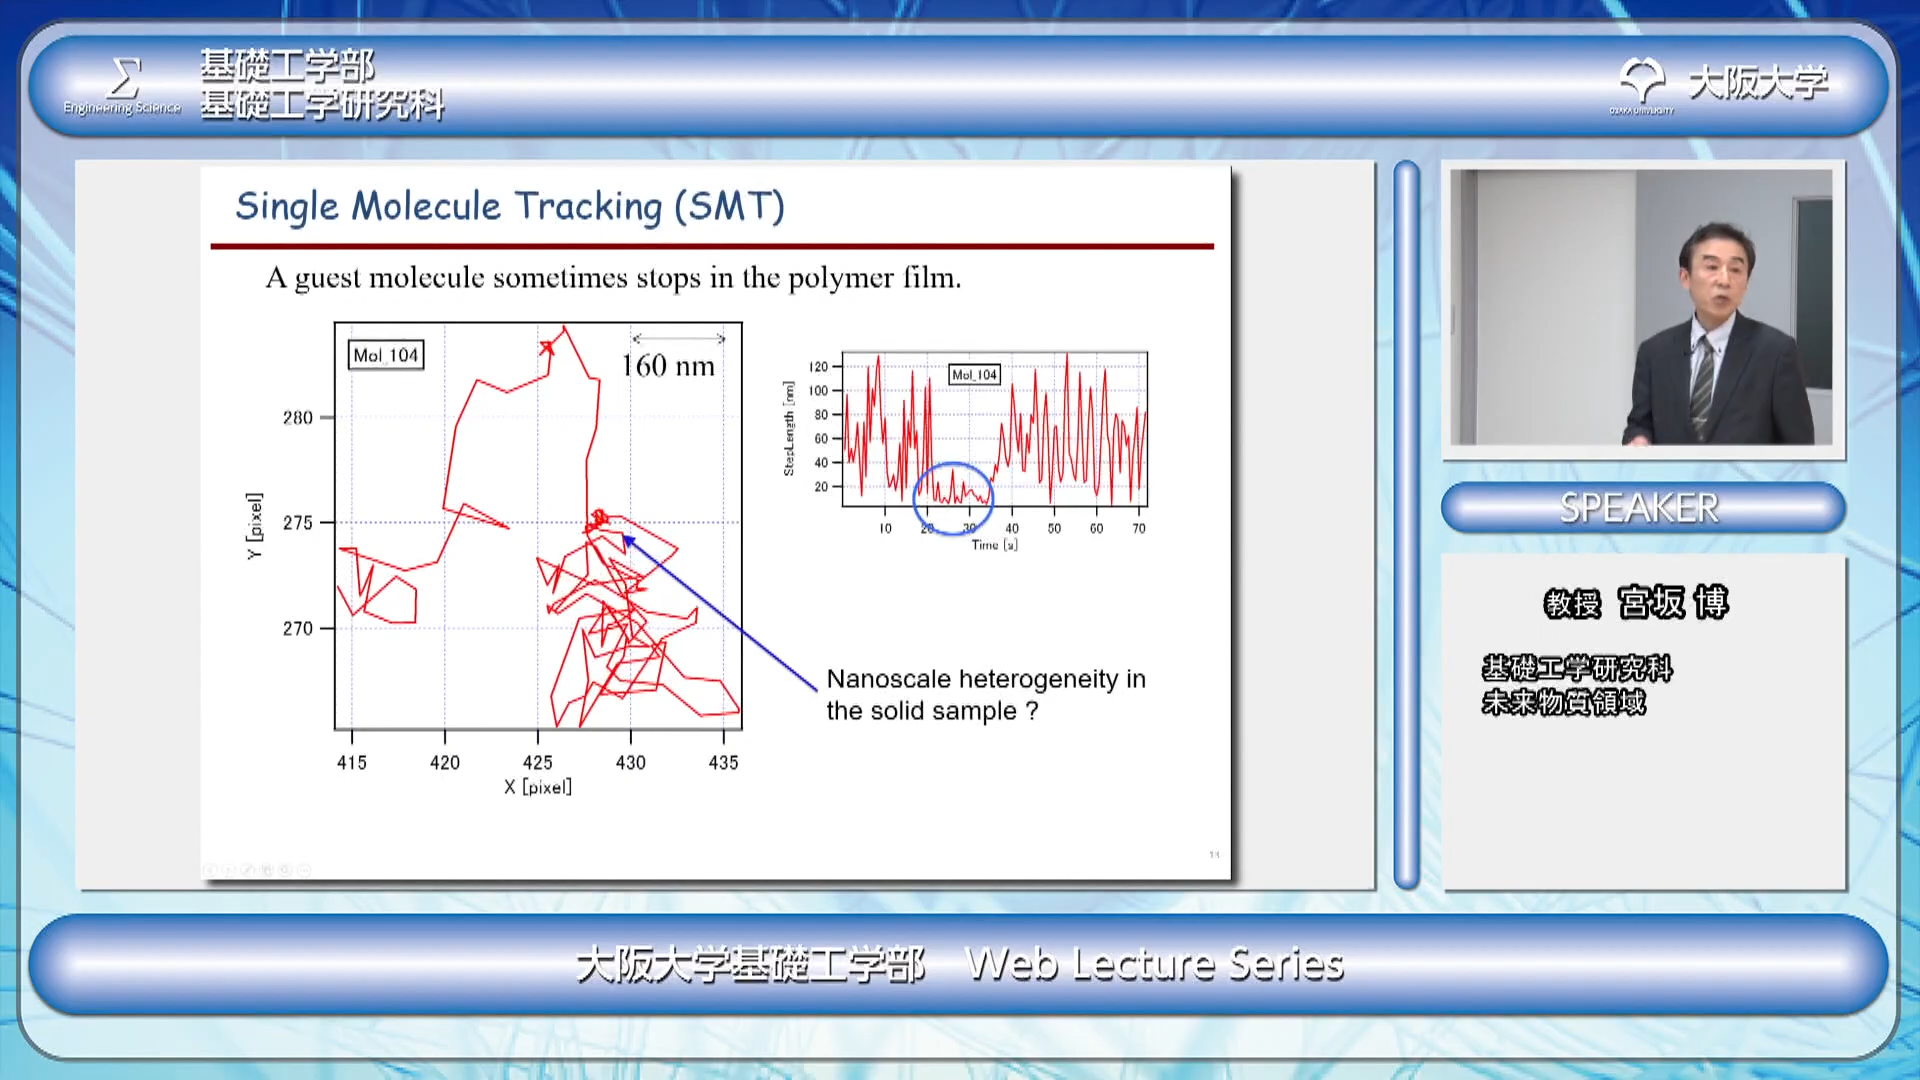 Engineering Science
基礎工学部
基礎工学研究科
OSAKA UNIVERSITY
大阪大学
Single Molecule Tracking (SMT)
A guest molecule sometimes stops in the polymer film.
Mol_104
160 nm
280
275
270
Y [pixel]
415 420 425 430 435
X [pixel]
Mol_104
120
100
80
60
40
20
StepLength [nm]
10 20 30 40 50 60 70
Time [s]
Nanoscale heterogeneity in
the solid sample ?
SPEAKER
教授 宮坂 博
基礎工学研究科
未来物質領域
大阪大学基礎工学部 Web Lecture Series